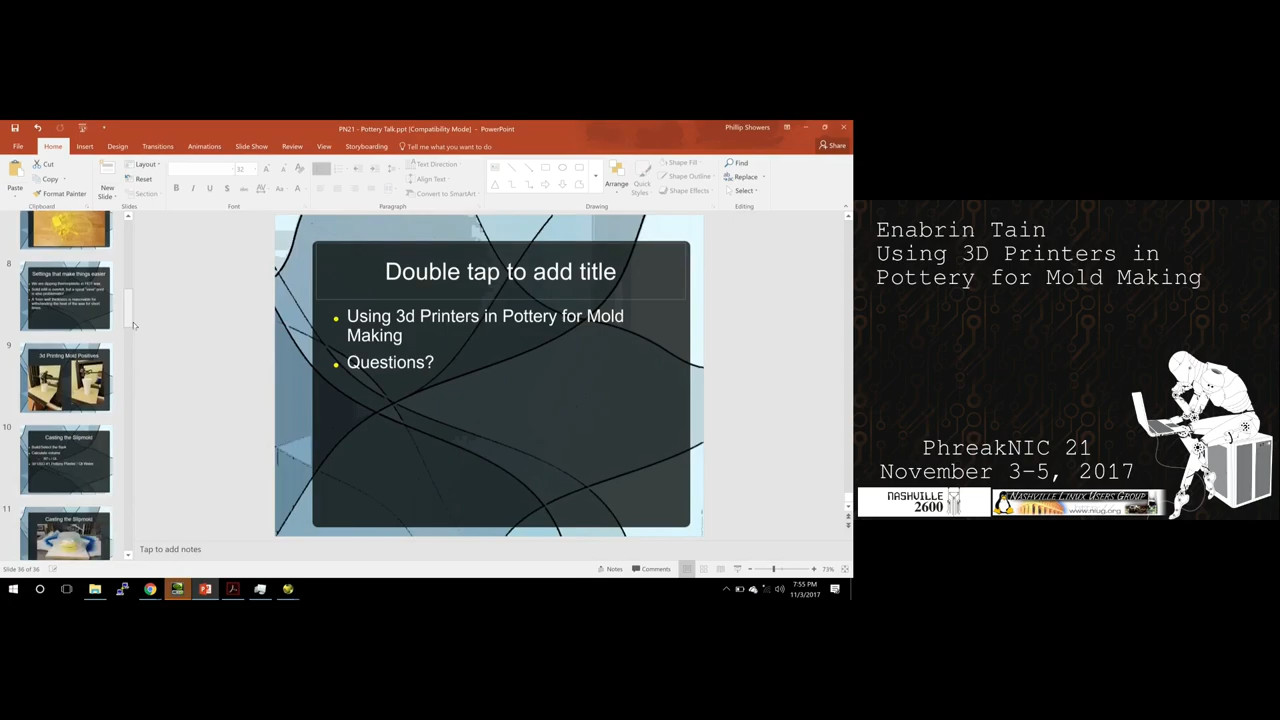 PN21 - Pottery Talk.ppt [Compatibility Mode] - PowerPoint
Phillip Showers
File
Home
Insert
Design
Transitions
Animations
Slide Show
Review
View
Storyboarding
Tell me what you want to do
Share
Paste
Cut
Copy
Format Painter
Clipboard
New
Slide
Layout
Reset
Section
Slides
32
Font
Text Direction
Align Text
Convert to SmartArt
Paragraph
Arrange
Quick
Styles
Shape Fill
Shape Outline
Shape Effects
Drawing
Find
Replace
Select
Editing
8
Settings that make things easier
9
3d Printing Mold Positives
10
Casting the Slipmold
11
Casting the Slipmold
Double tap to add title
Using 3d Printers in Pottery for Mold
Making
Questions?
Tap to add notes
Slide 36 of 36
Notes
Comments
73%
7:55 PM
11/3/2017
Enabrin Tain
Using 3D Printers in
Pottery for Mold Making
PhreakNIC 21
November 3-5, 2017
NASHVILLE
2600
NASHVILLE LINUX USERS GROUP
www.nlug.org